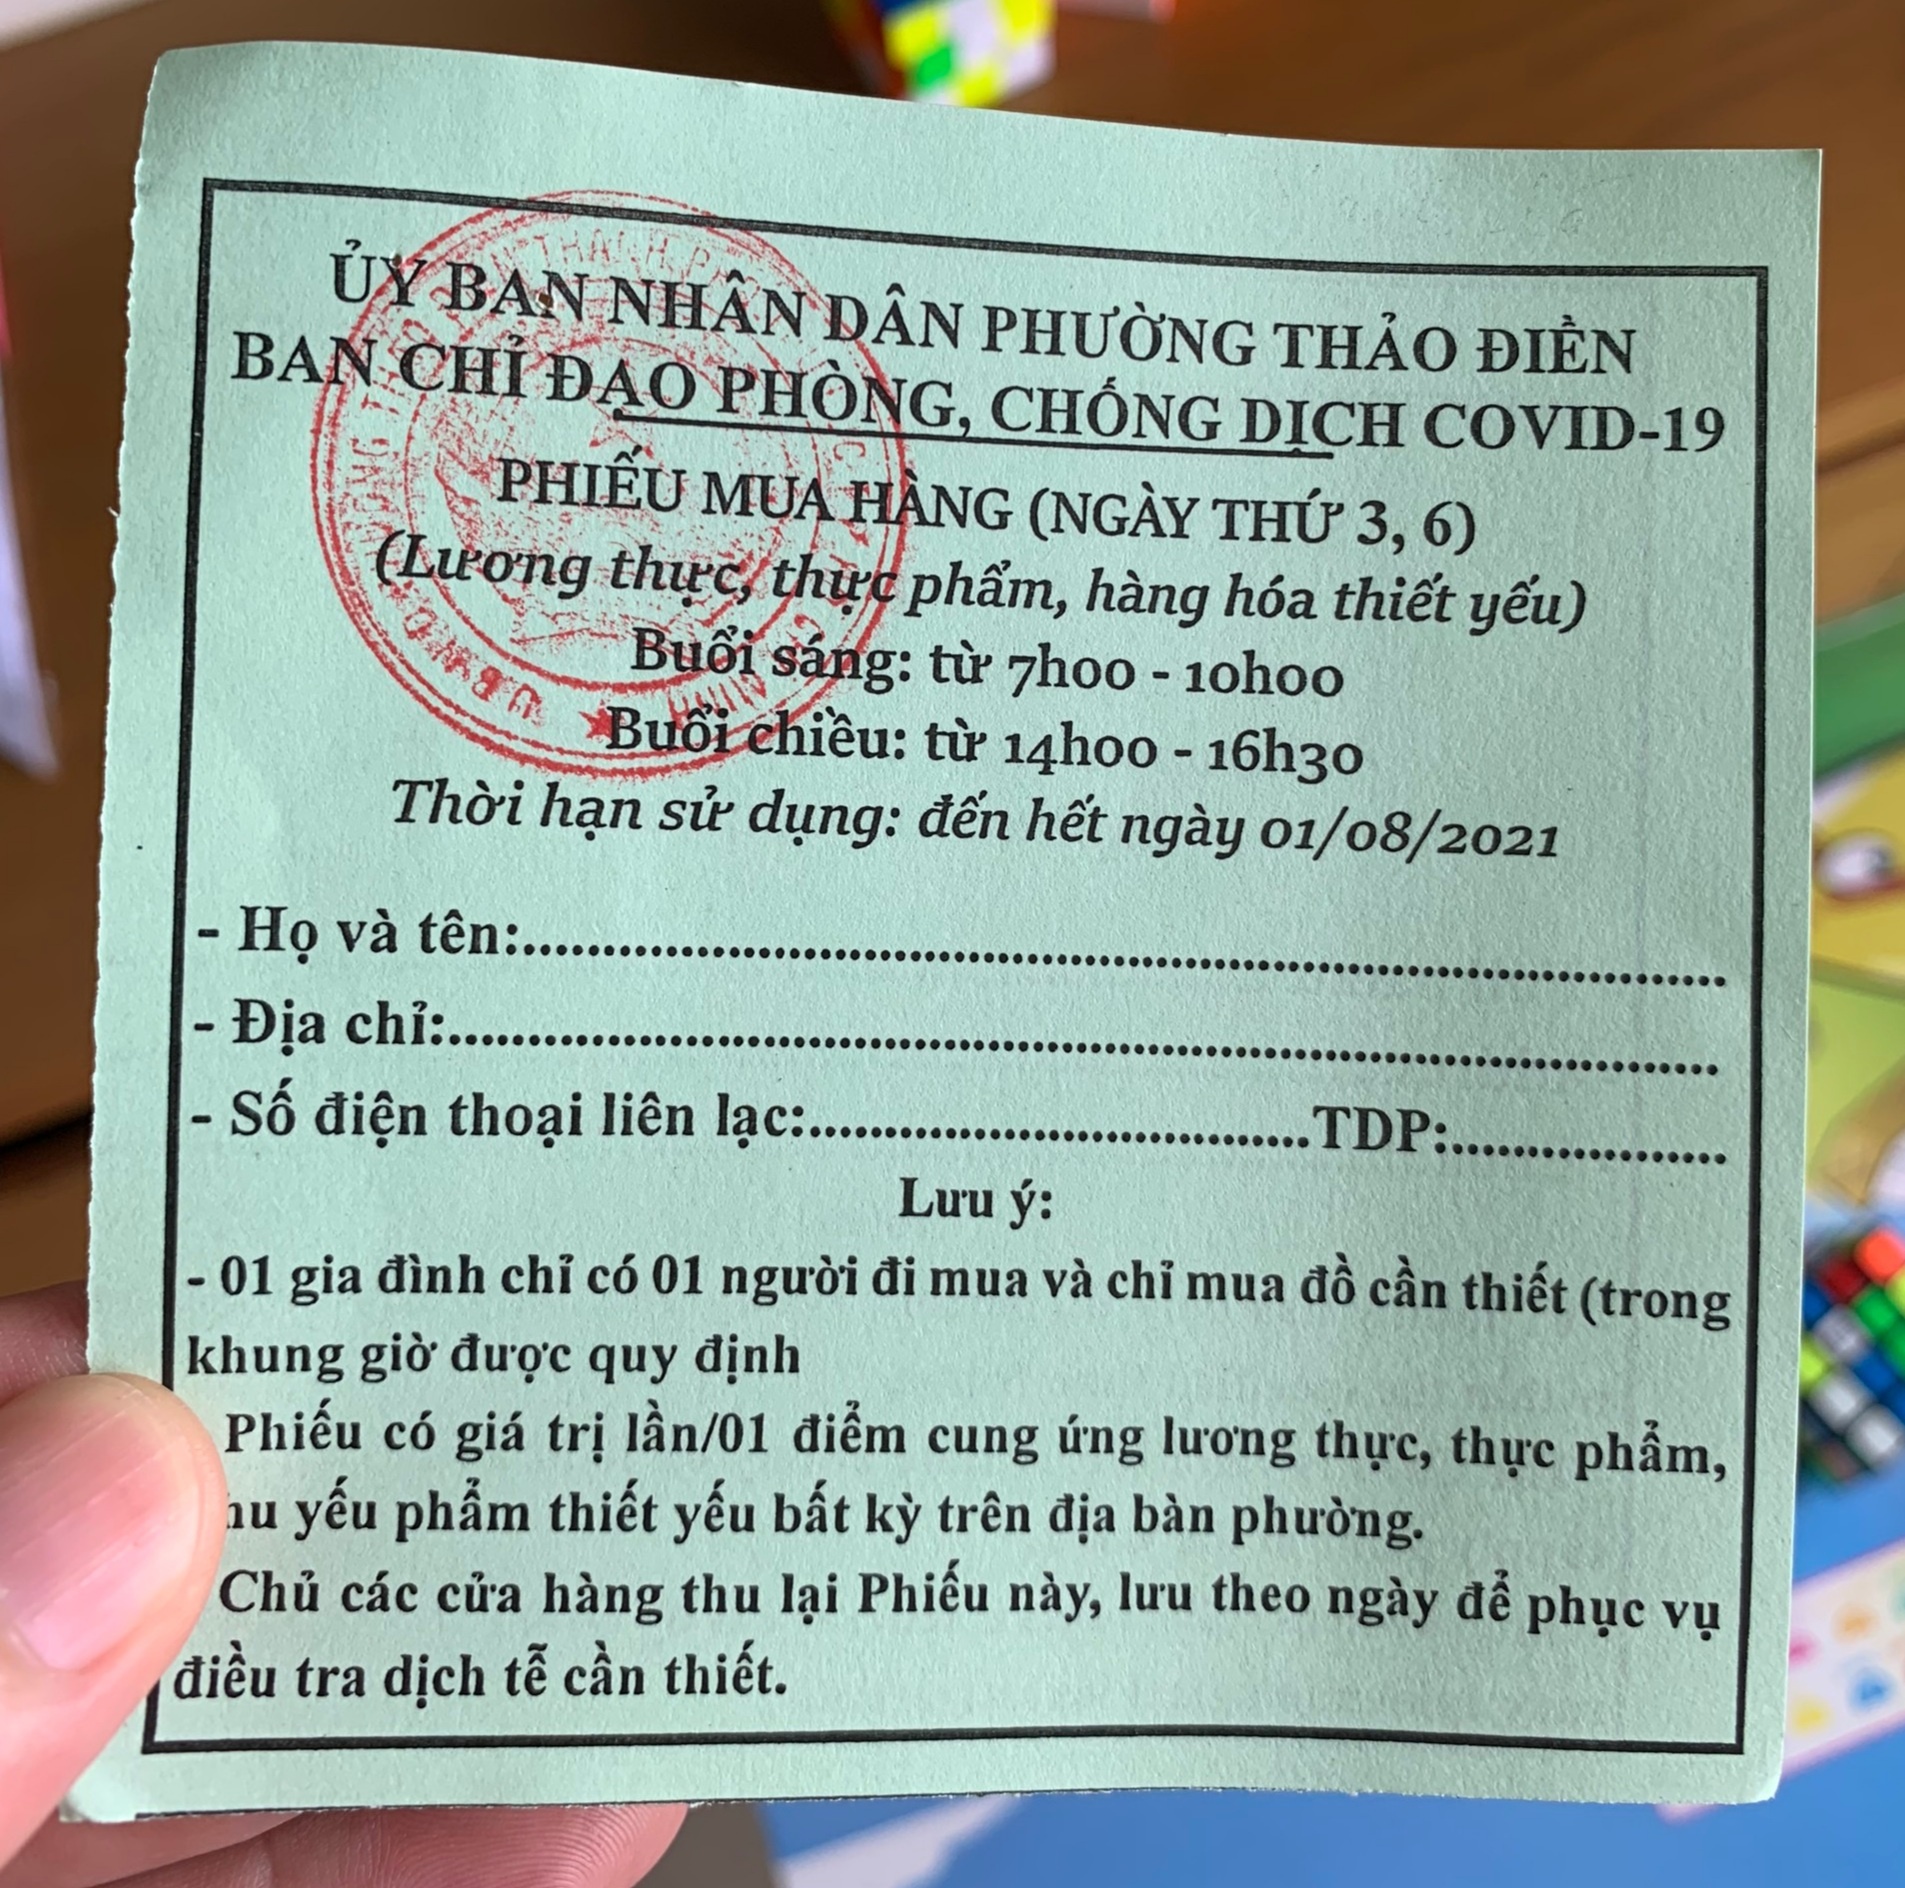 ỦY BAN NHÂN DÂN PHƯỜNG THẢO ĐIỀN
BAN CHỈ ĐẠO PHÒNG, CHỐNG DỊCH COVID-19
PHIẾU MUA HÀNG (NGÀY THỨ 3, 6)
(Lương thực, thực phẩm, hàng hóa thiết yếu)
Buổi sáng: từ 7h00 - 10h00
Buổi chiều: từ 14h00 - 16h30
Thời hạn sử dụng: đến hết ngày 01/08/2021
- Họ và tên:
- Địa chỉ:
- Số điện thoại liên lạc: TDP:
Lưu ý:
- 01 gia đình chỉ có 01 người đi mua và chỉ mua đồ cần thiết (trong
khung giờ được quy định
Phiếu có giá trị lần/01 điểm cung ứng lương thực, thực phẩm,
yếu phẩm thiết yếu bất kỳ trên địa bàn phường.
Chủ các cửa hàng thu lại Phiếu này, lưu theo ngày để phục vụ
điều tra dịch tễ cần thiết.